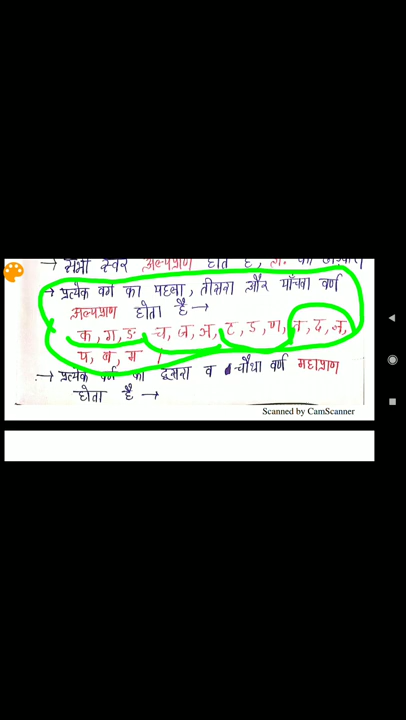 → सभी स्वर अल्पप्राण होते है,
→ प्रत्येक वर्ग का पहला, तीसरा और पाँचवा वर्ण
अल्पप्राण होता है →
क, ग, ङ, च, ज, ञ, ट, ड, ण, त, द, न,
प, ब, म ।
→ प्रत्येक वर्ण का दूसरा व चौथा वर्ण महाप्राण
होता है →
Scanned by CamScanner